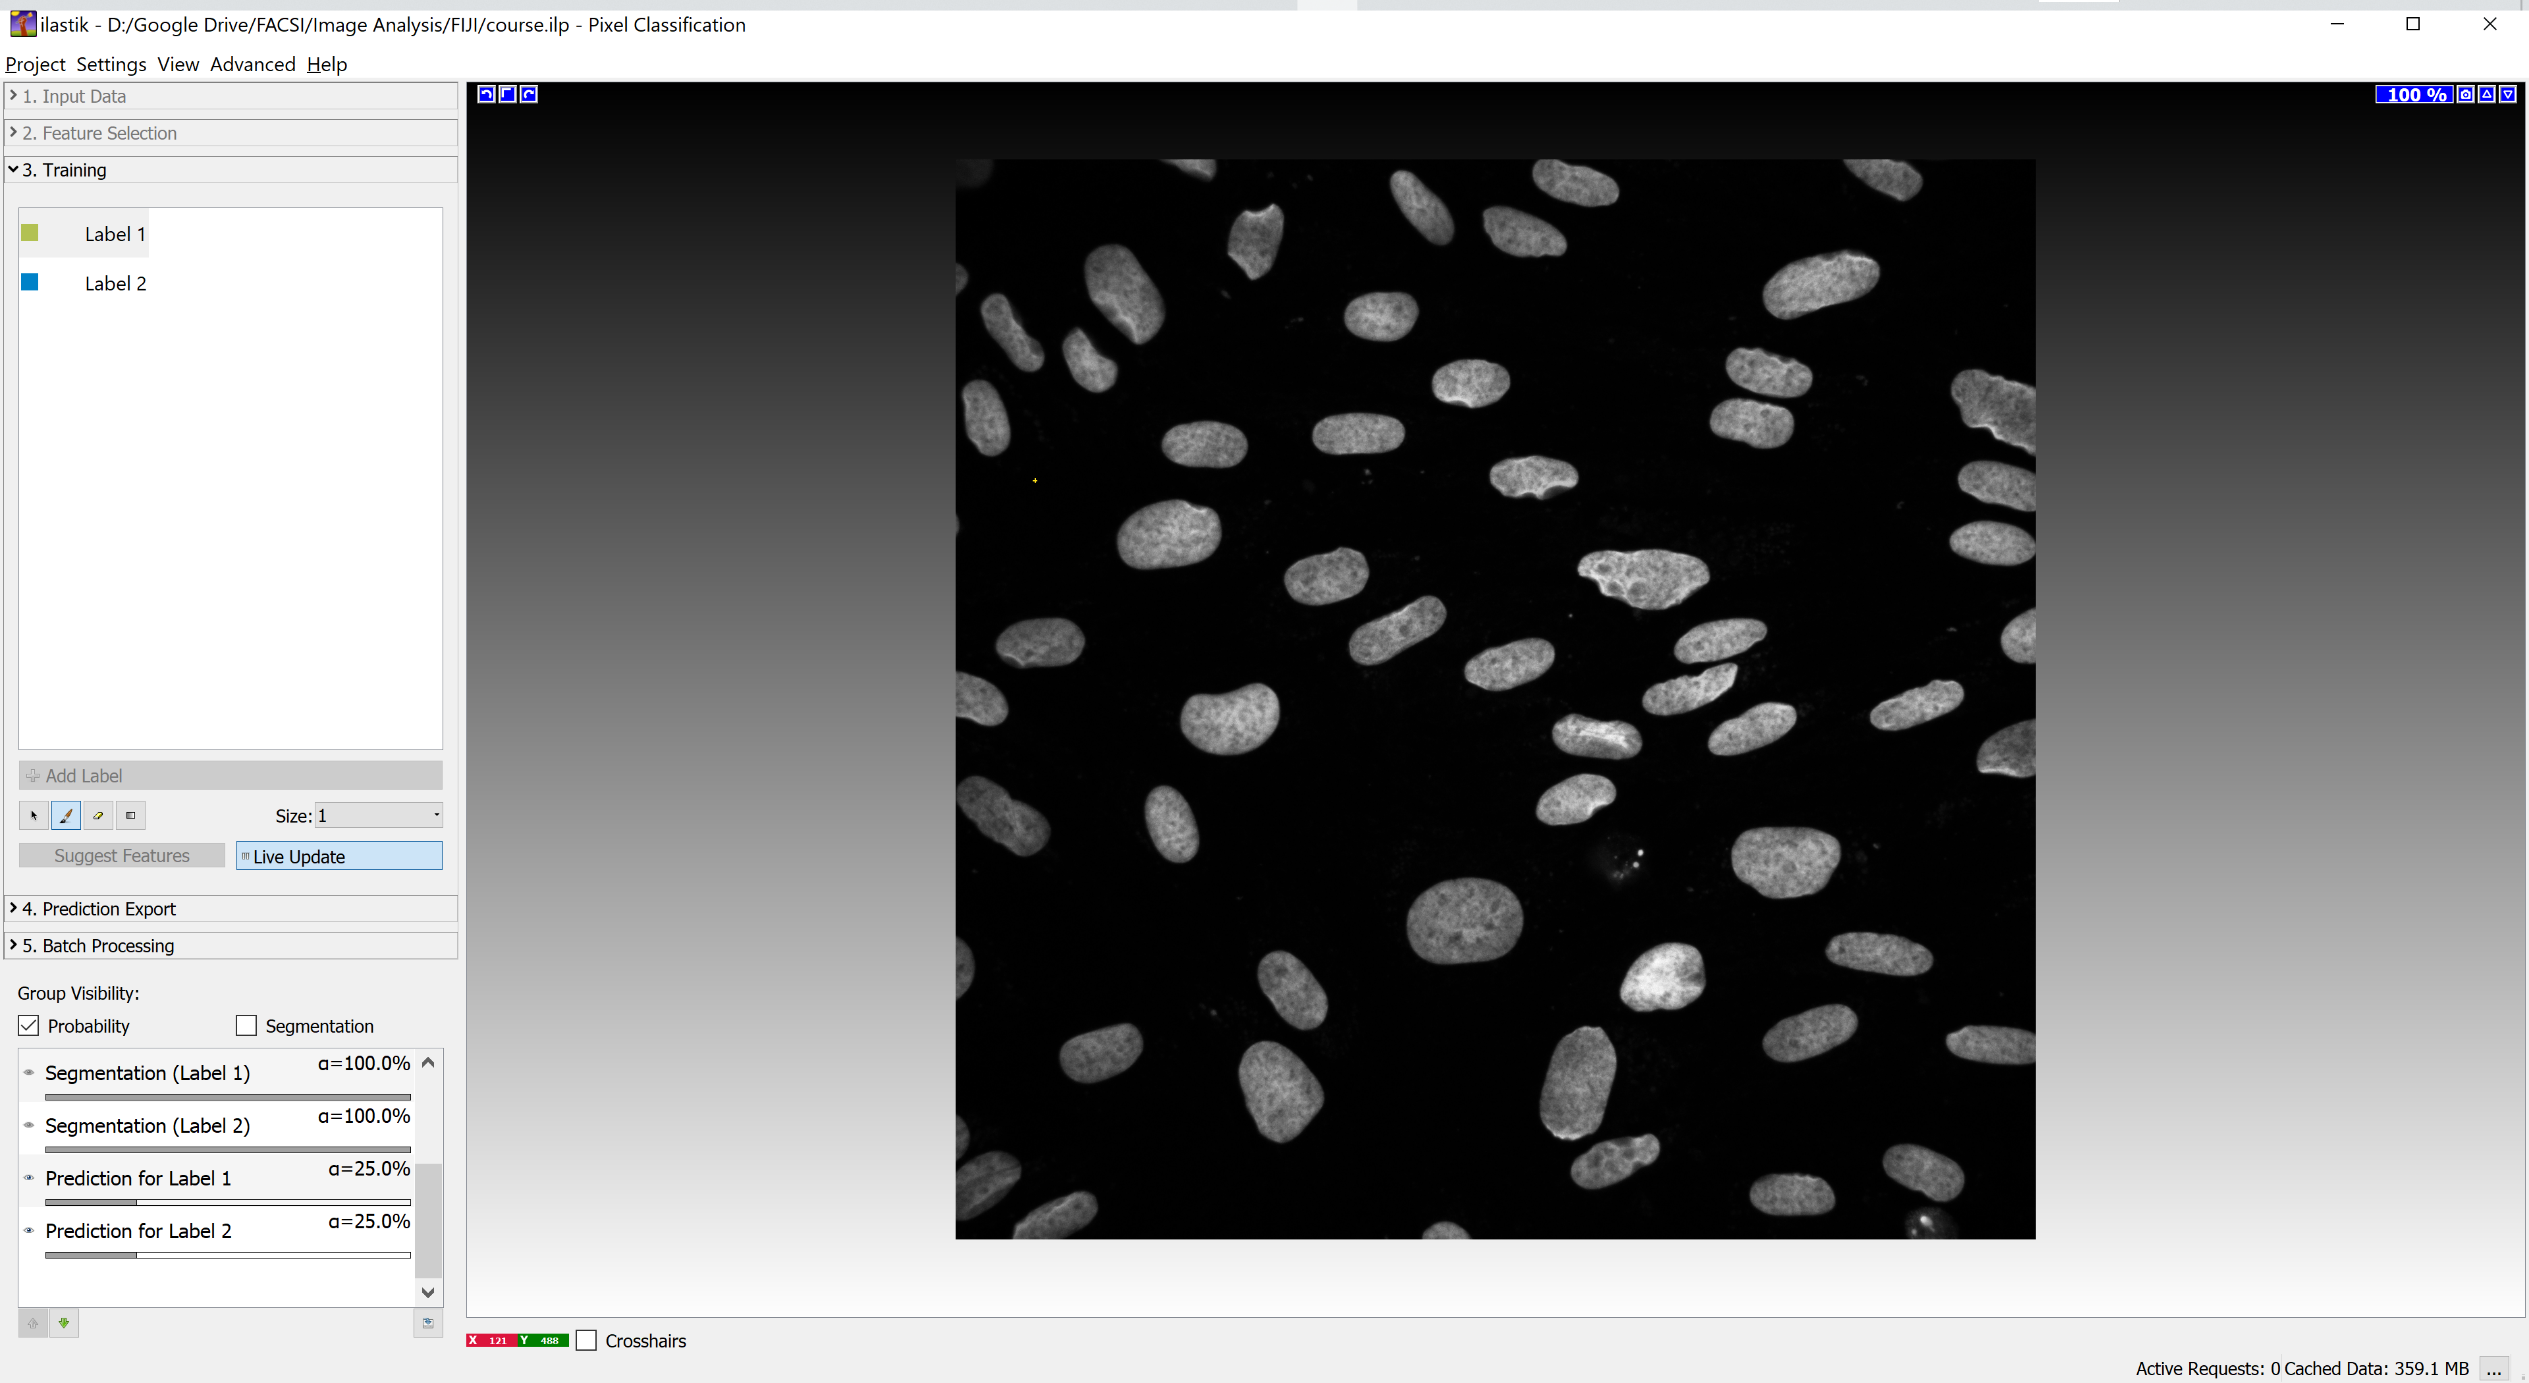 ilastik - D:/Google Drive/FACSI/Image Analysis/FIJI/course.ilp - Pixel Classification
Project Settings View Advanced Help
1. Input Data
2. Feature Selection
3. Training
Label 1
Label 2
Add Label
Size: 1
Suggest Features
Live Update
4. Prediction Export
5. Batch Processing
Group Visibility:
Probability
Segmentation
Segmentation (Label 1) α=100.0%
Segmentation (Label 2) α=100.0%
Prediction for Label 1 α=25.0%
Prediction for Label 2 α=25.0%
100 %
X 121 Y 488 Crosshairs
Active Requests: 0 Cached Data: 359.1 MB ...